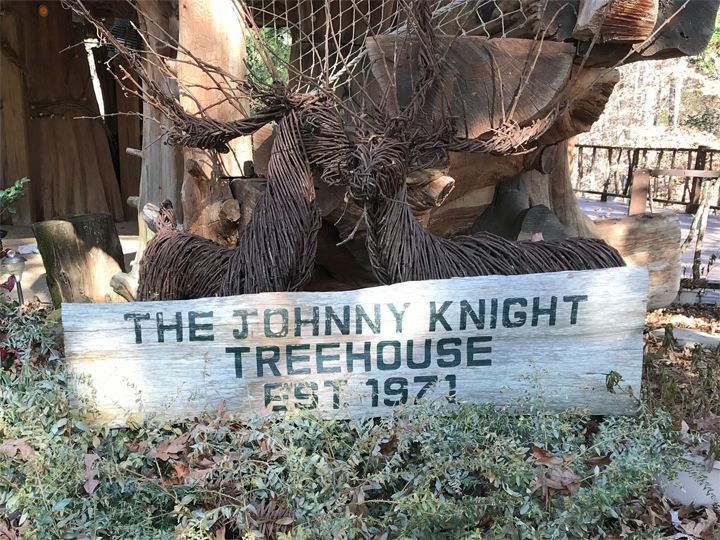 THE JOHNNY KNIGHT
TREEHOUSE
EST 1971